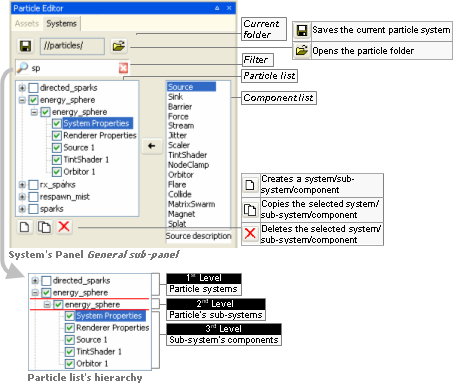 Particle Editor
Assets Systems
Current folder
Saves the current particle system
//particles/
Opens the particle folder
sp
Filter
Particle list
directed_sparks
energy_sphere
energy_sphere
System Properties
Renderer Properties
Source 1
TintShader 1
Orbitor 1
rx_sparks
respawn_mist
sparks
Source
Sink
Barrier
Force
Stream
Jitter
Scaler
TintShader
NodeClamp
Orbitor
Flare
Collide
MatrixSwarm
Magnet
Splat
Source description
Component list
Creates a system/sub-
system/component
Copies the selected system/
sub-system/component
Deletes the selected system/
sub-system/component
System's Panel General sub-panel
directed_sparks
energy_sphere
energy_sphere
System Properties
Renderer Properties
Source 1
TintShader 1
Orbitor 1
1st Level
Particle systems
2nd Level
Particle's sub-systems
3rd Level
Sub-system's components
Particle list's hierarchy